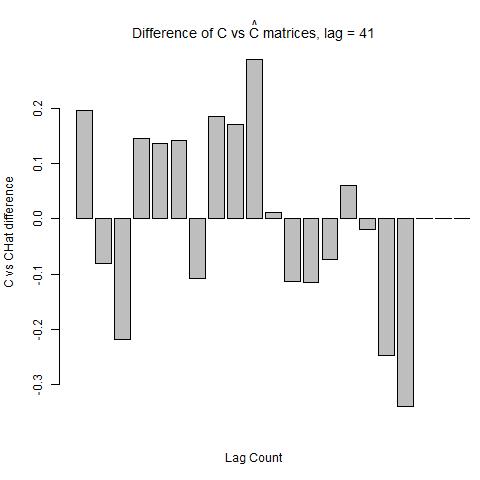 Difference of C vs Ĉ matrices, lag = 41
C vs CHat difference
0.2
0.1
0.0
-0.1
-0.2
-0.3
Lag Count